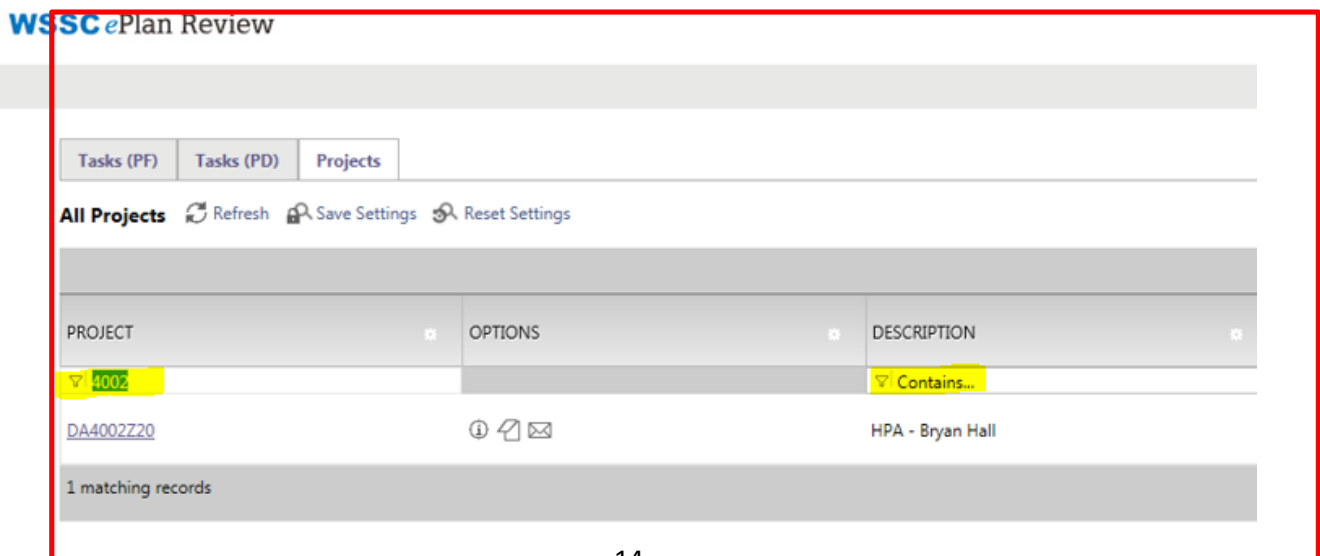 WSSC ePlan Review
Tasks (PF) Tasks (PD) Projects
All Projects Refresh Save Settings Reset Settings
PROJECT OPTIONS DESCRIPTION
4002 Contains...
DA4002Z20 HPA - Bryan Hall
1 matching records
14